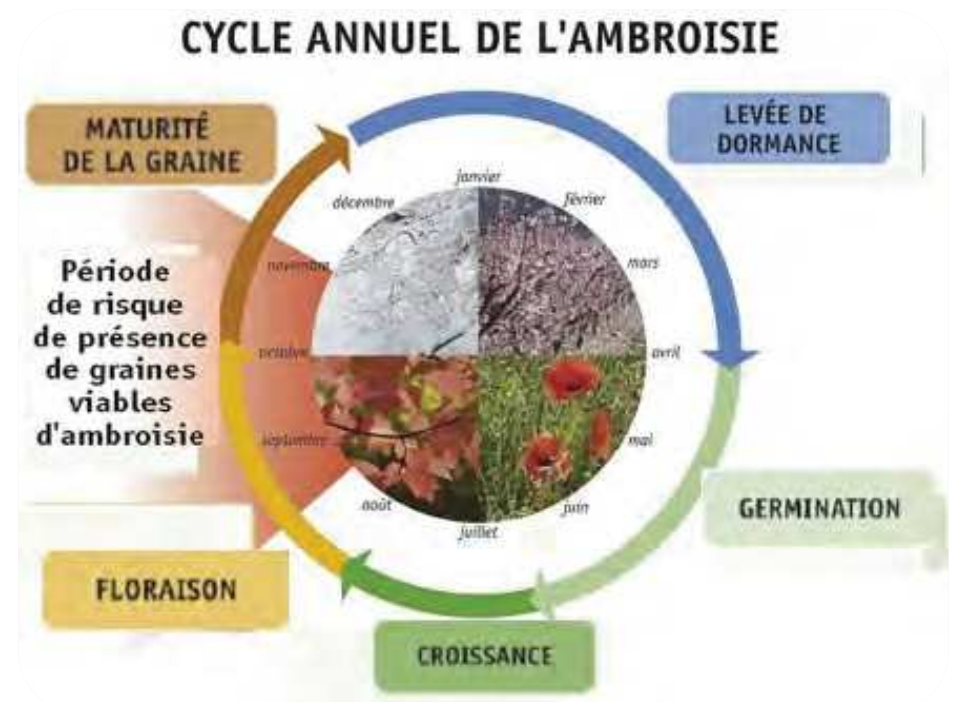 CYCLE ANNUEL DE L'AMBROISIE
MATURITÉ
DE LA GRAINE
LEVÉE DE
DORMANCE
janvier
février
mars
avril
mai
juin
juillet
août
septembre
octobre
novembre
décembre
Période
de risque
de présence
de graines
viables
d'ambroisie
GERMINATION
FLORAISON
CROISSANCE